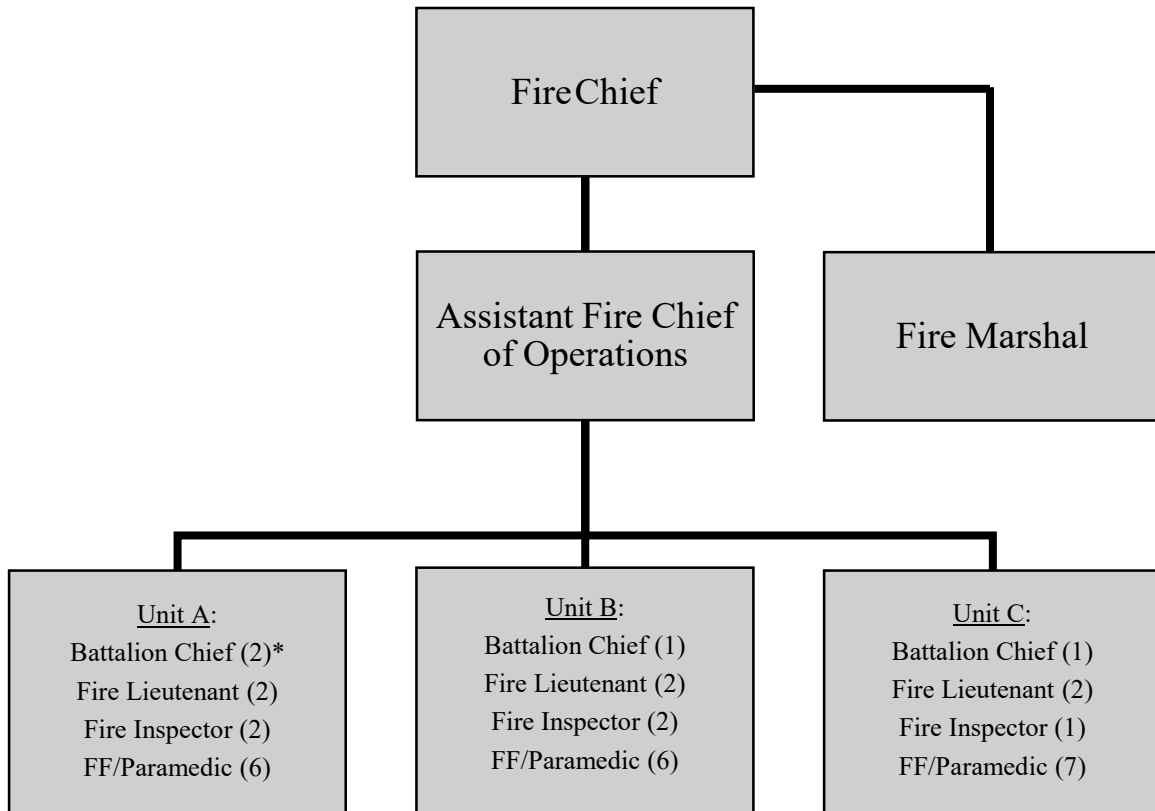 Fire Chief
Assistant Fire Chief
of Operations
Fire Marshal
Unit A:
Battalion Chief (2)*
Fire Lieutenant (2)
Fire Inspector (2)
FF/Paramedic (6)
Unit B:
Battalion Chief (1)
Fire Lieutenant (2)
Fire Inspector (2)
FF/Paramedic (6)
Unit C:
Battalion Chief (1)
Fire Lieutenant (2)
Fire Inspector (1)
FF/Paramedic (7)